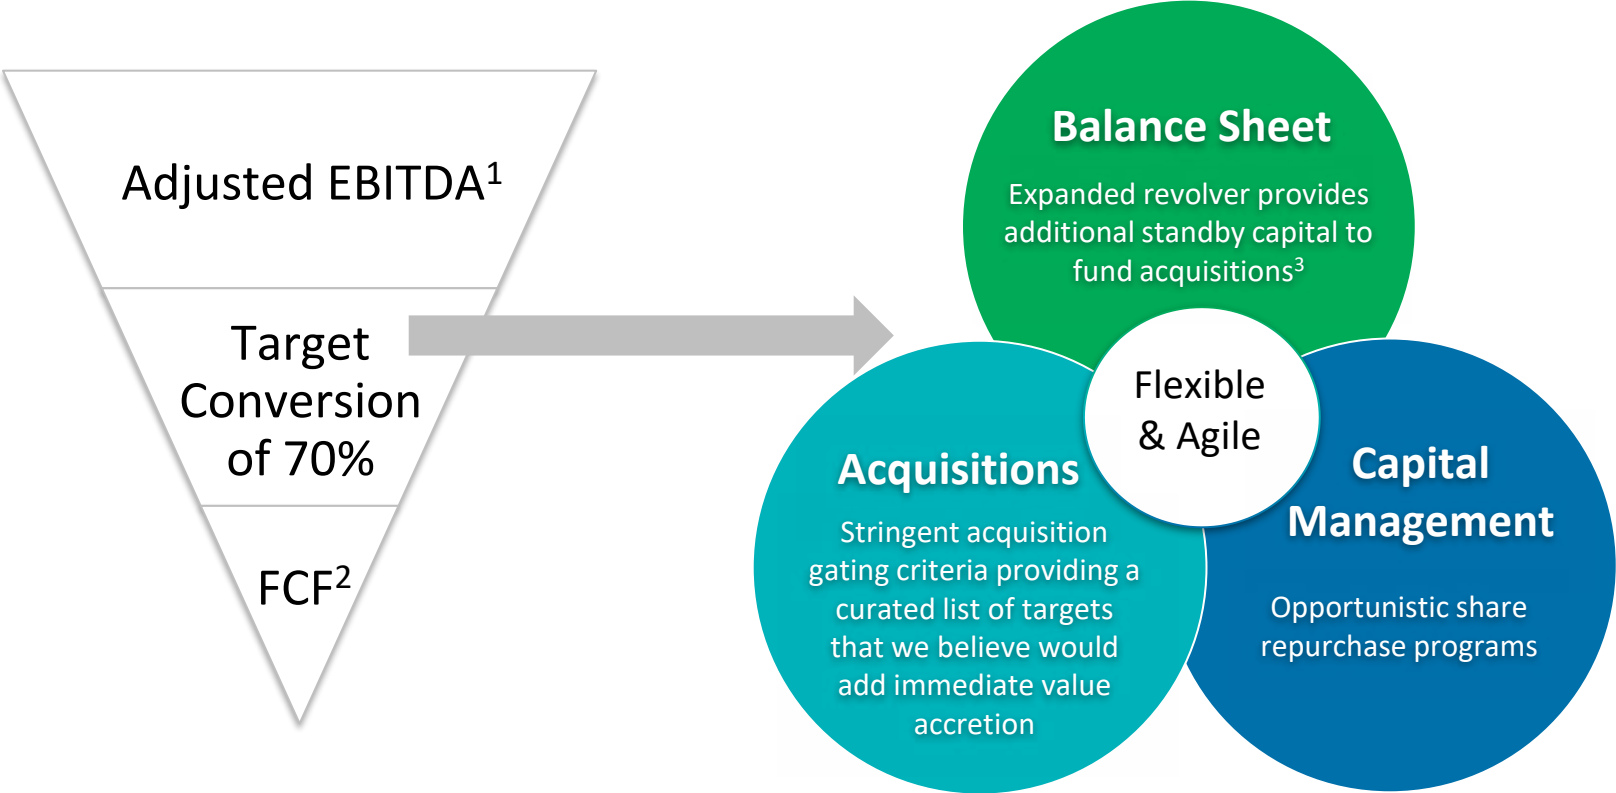 Adjusted EBITDA¹
Target
Conversion
of 70%
FCF²
Balance Sheet
Expanded revolver provides
additional standby capital to
fund acquisitions³
Flexible
& Agile
Acquisitions
Stringent acquisition
gating criteria providing a
curated list of targets
that we believe would
add immediate value
accretion
Capital
Management
Opportunistic share
repurchase programs